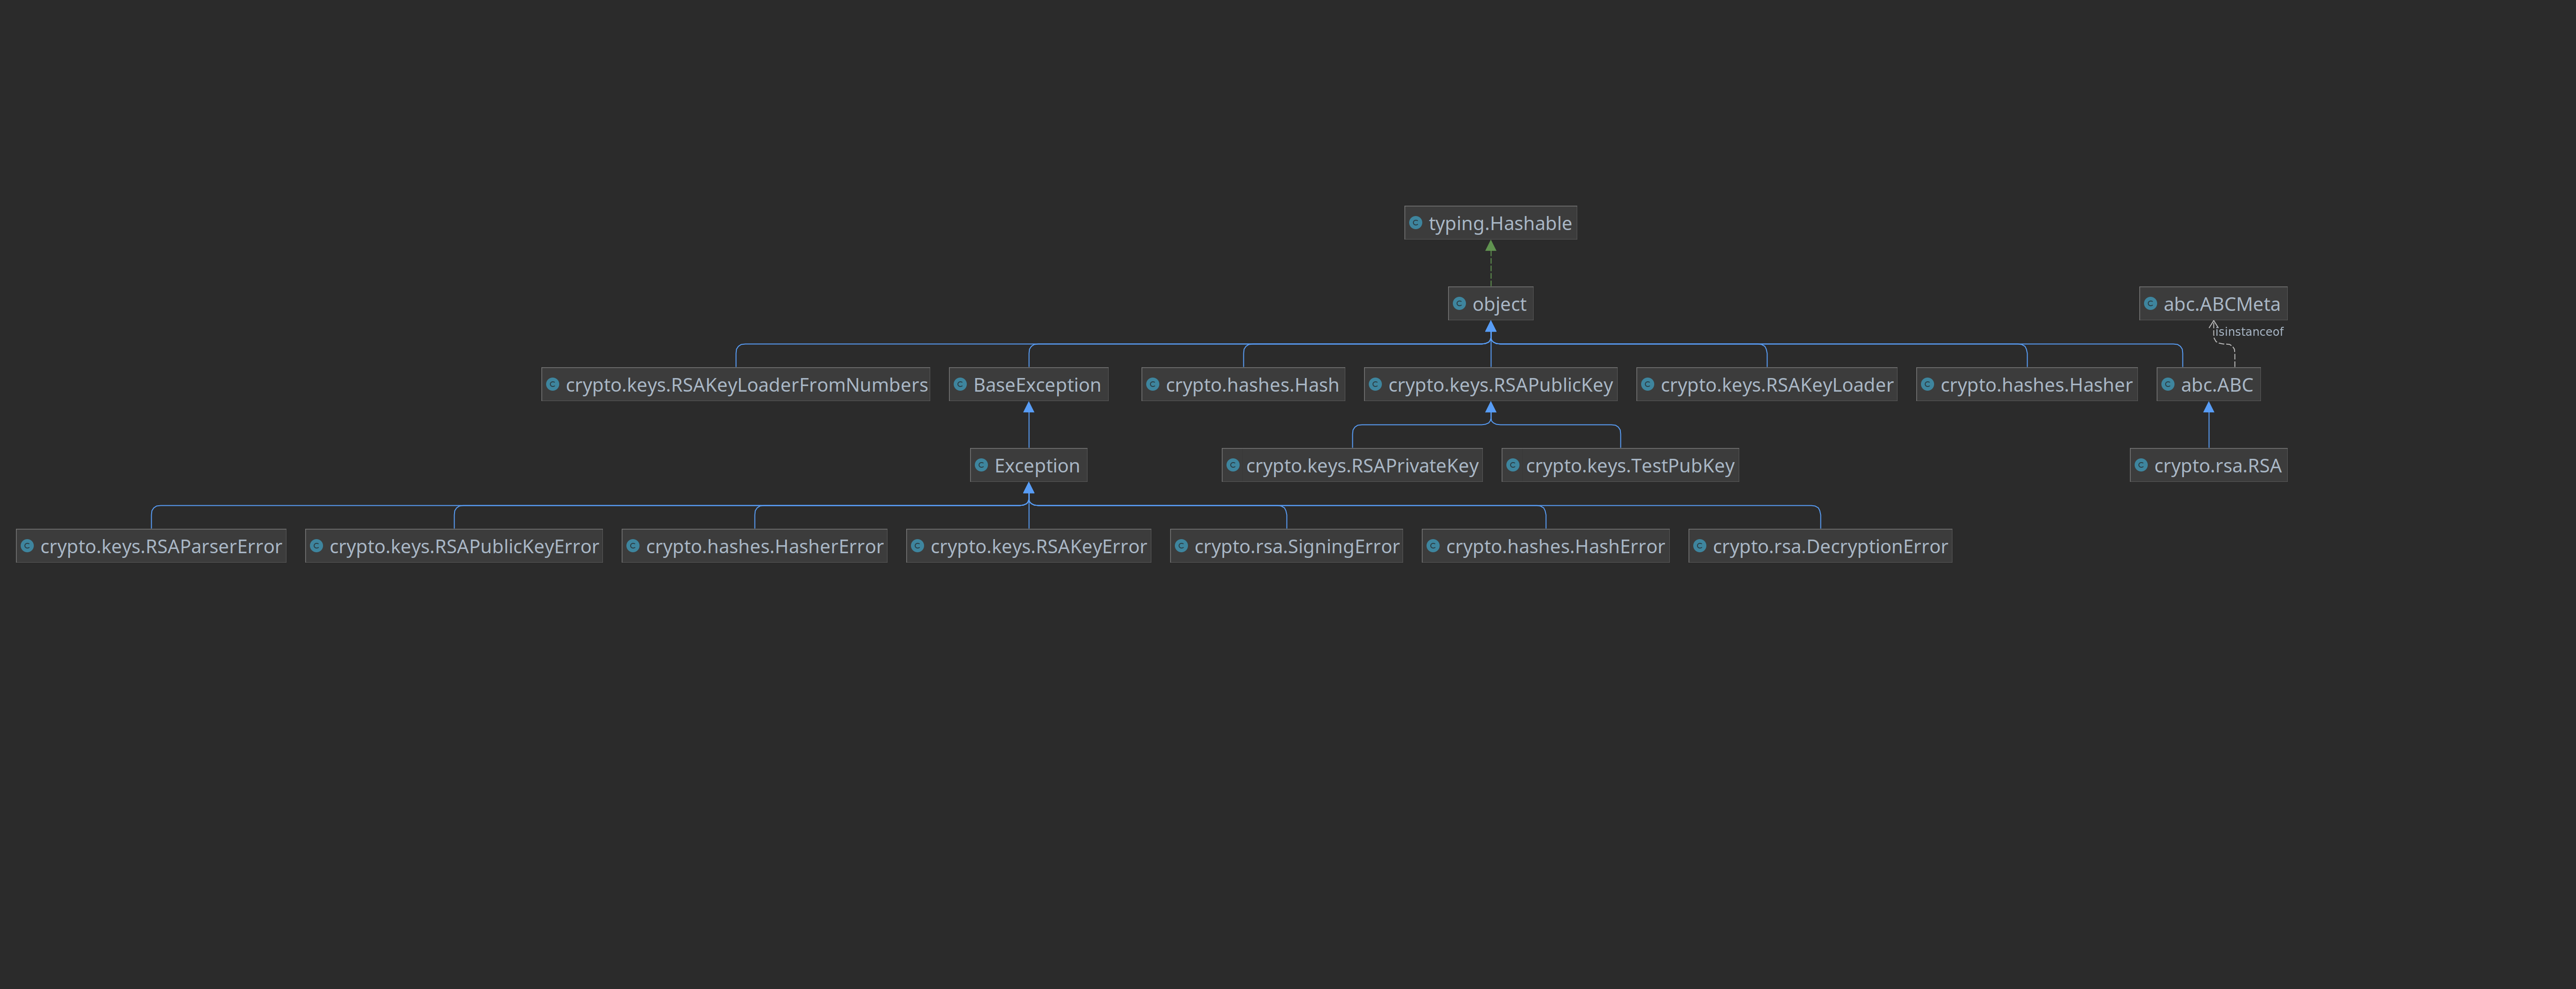 typing.Hashable
object
abc.ABCMeta
isinstanceof
crypto.keys.RSAKeyLoaderFromNumbers
BaseException
crypto.hashes.Hash
crypto.keys.RSAPublicKey
crypto.keys.RSAKeyLoader
crypto.hashes.Hasher
abc.ABC
Exception
crypto.keys.RSAPrivateKey
crypto.keys.TestPubKey
crypto.rsa.RSA
crypto.keys.RSAParserError
crypto.keys.RSAPublicKeyError
crypto.hashes.HasherError
crypto.keys.RSAKeyError
crypto.rsa.SigningError
crypto.hashes.HashError
crypto.rsa.DecryptionError